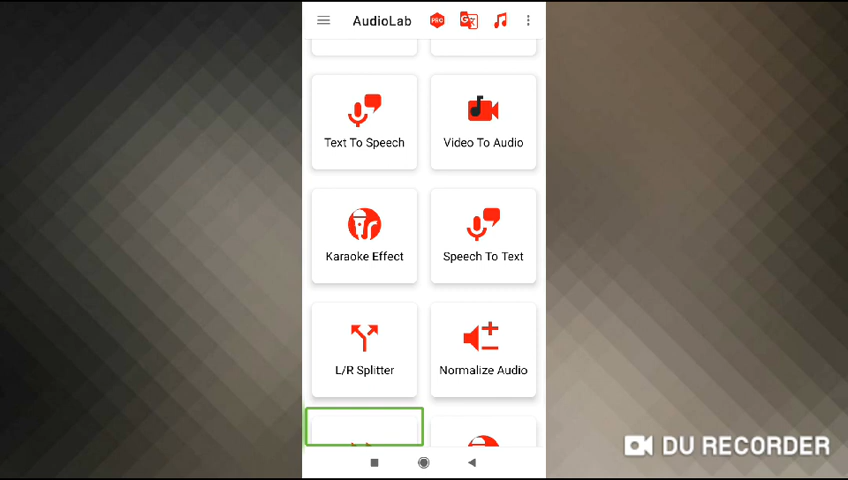 AudioLab
PRO
Text To Speech
Video To Audio
Karaoke Effect
Speech To Text
L/R Splitter
Normalize Audio
DU RECORDER